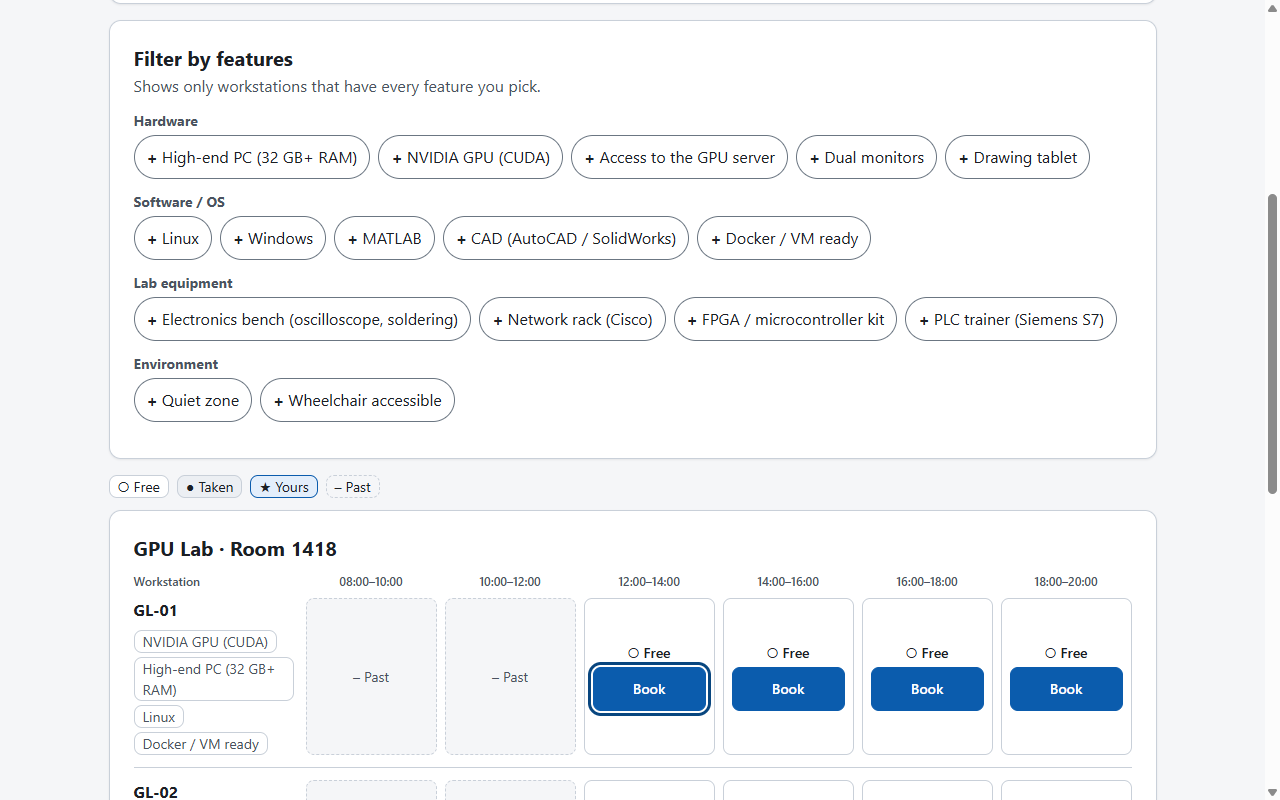 Filter by features
Shows only workstations that have every feature you pick.
Hardware
+ High-end PC (32 GB+ RAM) + NVIDIA GPU (CUDA) + Access to the GPU server + Dual monitors + Drawing tablet
Software / OS
+ Linux + Windows + MATLAB + CAD (AutoCAD / SolidWorks) + Docker / VM ready
Lab equipment
+ Electronics bench (oscilloscope, soldering) + Network rack (Cisco) + FPGA / microcontroller kit + PLC trainer (Siemens S7)
Environment
+ Quiet zone + Wheelchair accessible
○ Free ● Taken ★ Yours – Past
GPU Lab · Room 1418
Workstation 08:00–10:00 10:00–12:00 12:00–14:00 14:00–16:00 16:00–18:00 18:00–20:00
GL-01
NVIDIA GPU (CUDA)
High-end PC (32 GB+
RAM)
Linux
Docker / VM ready
– Past – Past
○ Free ○ Free ○ Free ○ Free
Book Book Book Book
GL-02